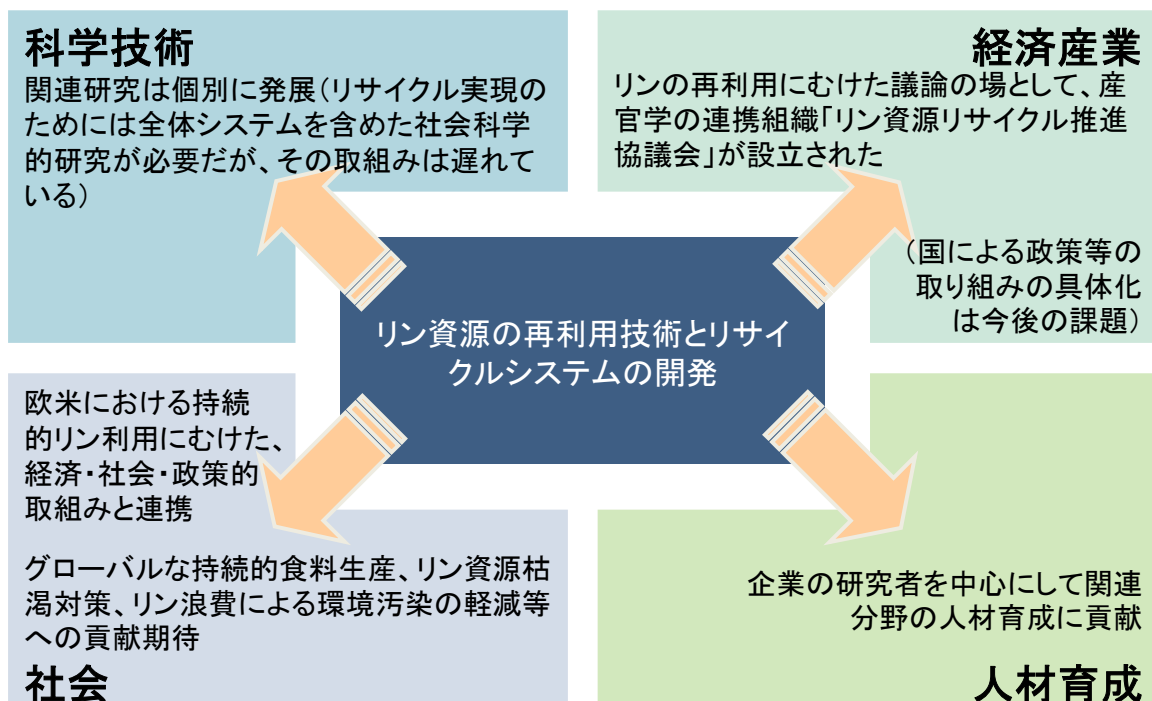 科学技術
関連研究は個別に発展(リサイクル実現の
ためには全体システムを含めた社会科学
的研究が必要だが、その取組みは遅れて
いる)
経済産業
リンの再利用にむけた議論の場として、産
官学の連携組織「リン資源リサイクル推進
協議会」が設立された
(国による政策等の
取り組みの具体化
は今後の課題)
リン資源の再利用技術とリサイ
クルシステムの開発
欧米における持続
的リン利用にむけた、
経済・社会・政策的
取組みと連携
グローバルな持続的食料生産、リン資源枯
渇対策、リン浪費による環境汚染の軽減等
への貢献期待
社会
企業の研究者を中心にして関連
分野の人材育成に貢献
人材育成